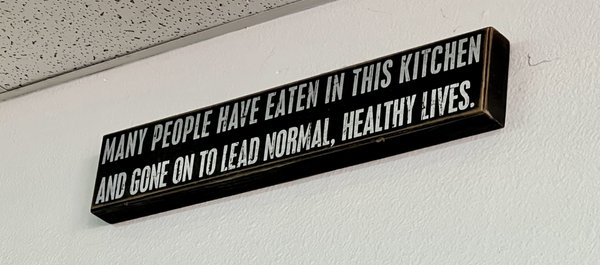 MANY PEOPLE HAVE EATEN IN THIS KITCHEN
AND GONE ON TO LEAD NORMAL, HEALTHY LIVES.